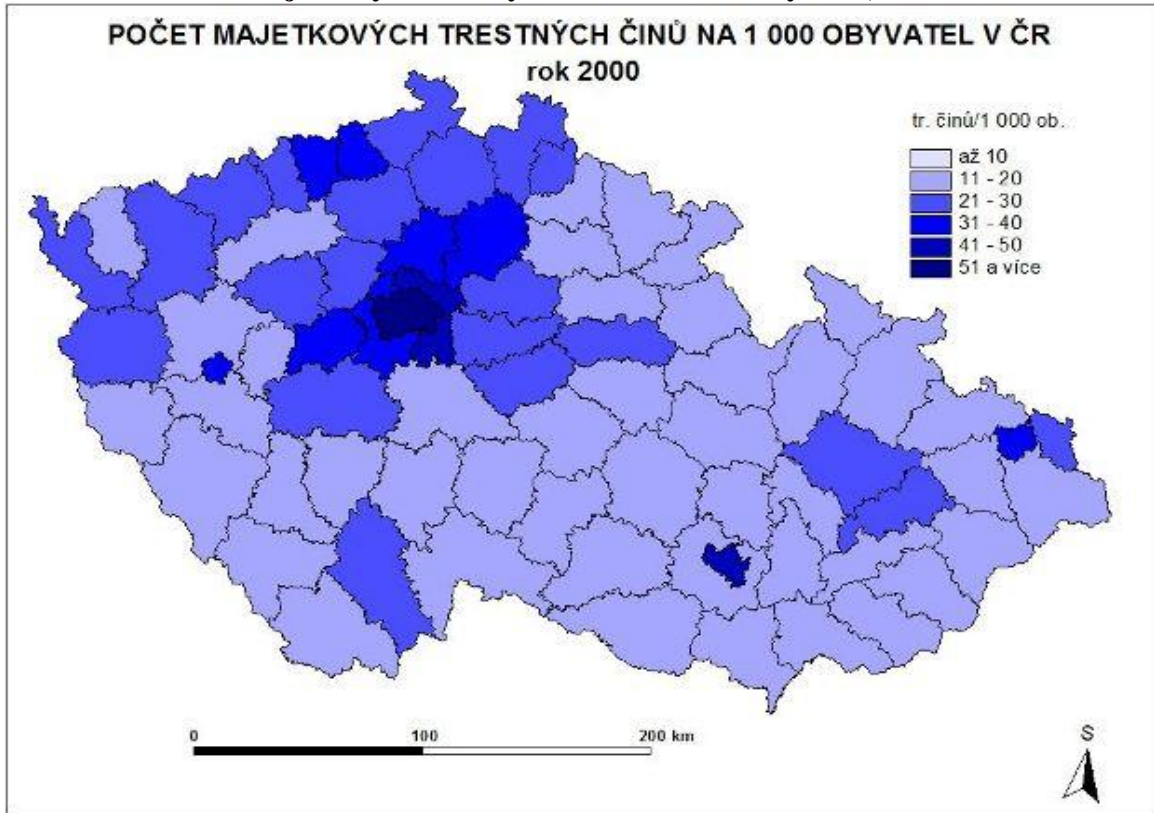 POČET MAJETKOVÝCH TRESTNÝCH ČINŮ NA 1 000 OBYVATEL V ČR
rok 2000
tr. činů/1 000 ob.
až 10
11 - 20
21 - 30
31 - 40
41 - 50
51 a více
0 100 200 km
S